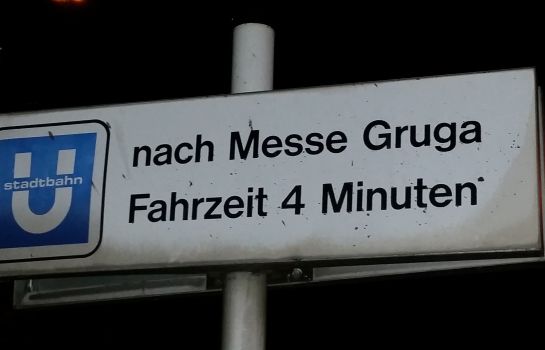 U
stadtbahn
nach Messe Gruga
Fahrzeit 4 Minuten